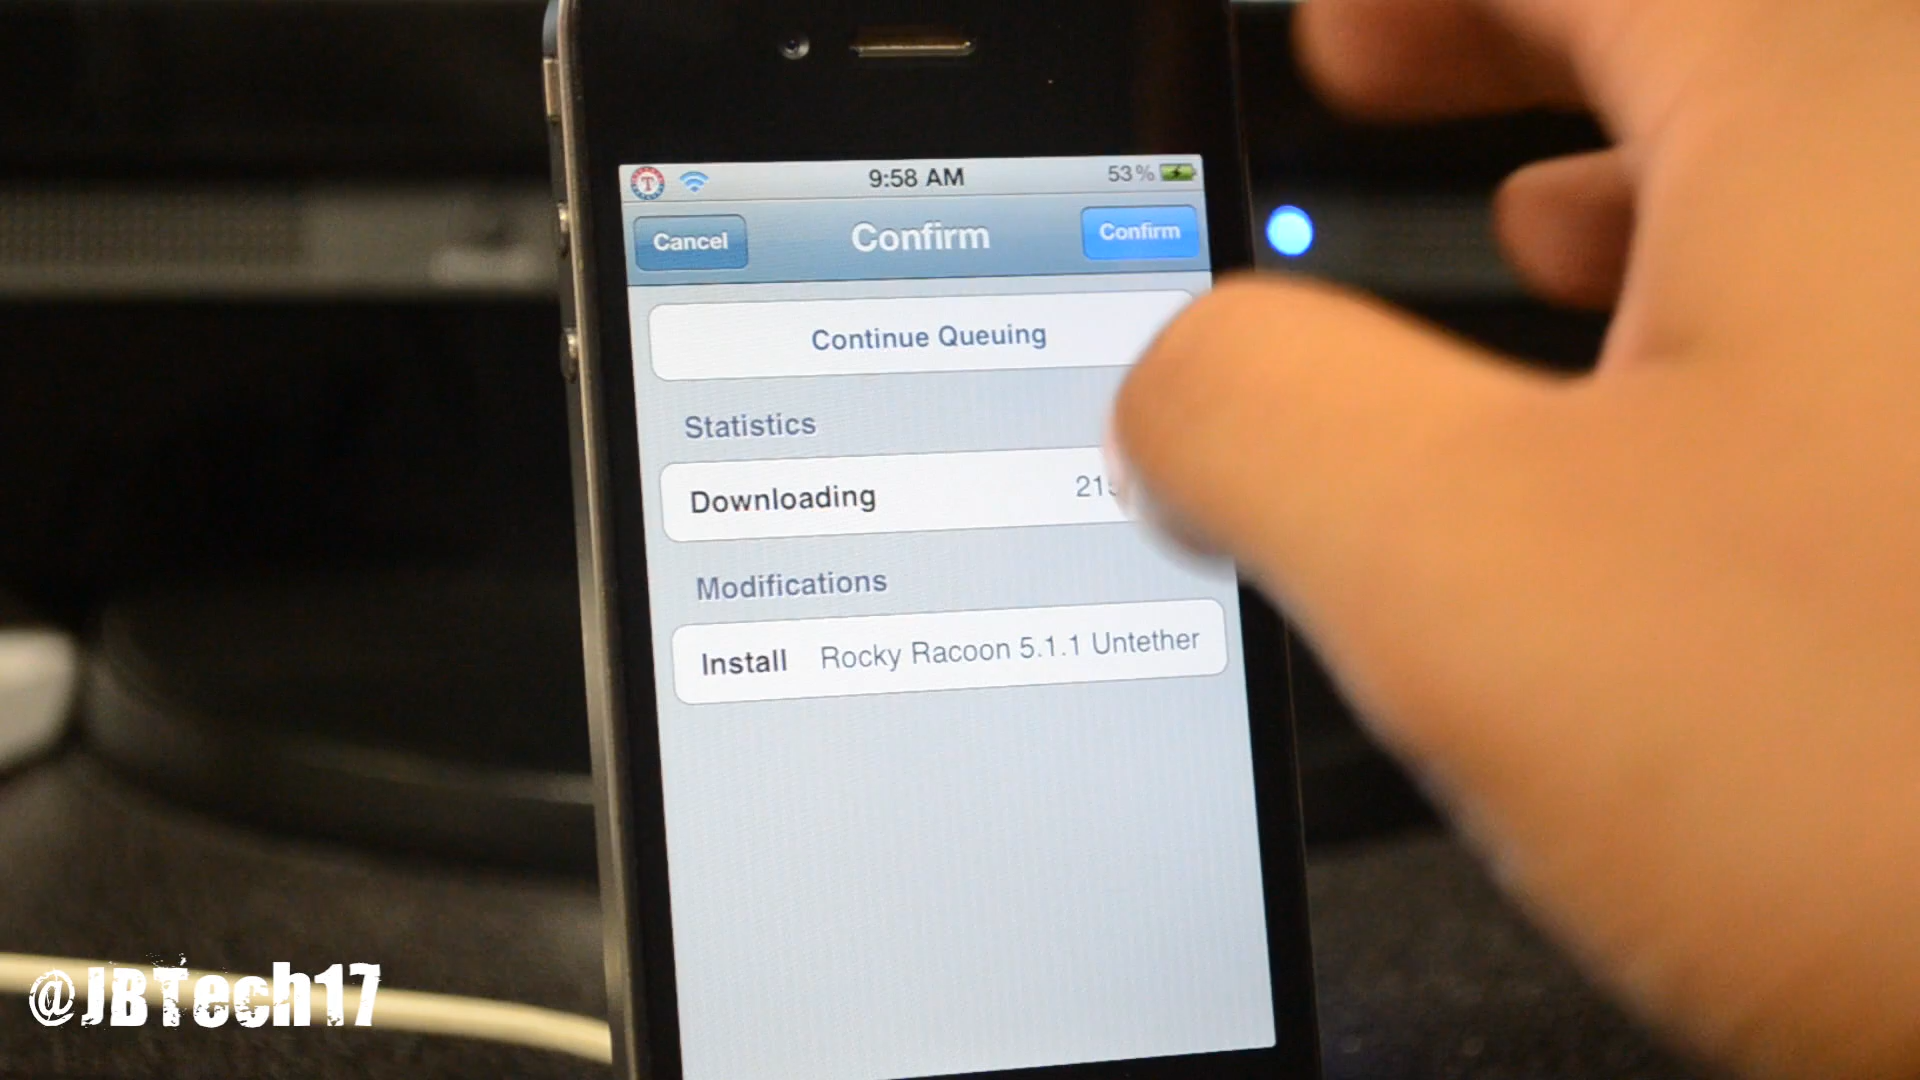 T
9:58 AM
53%
Cancel
Confirm
Confirm
Continue Queuing
Statistics
Downloading
Modifications
Install Rocky Racoon 5.1.1 Untether
@JBTech17